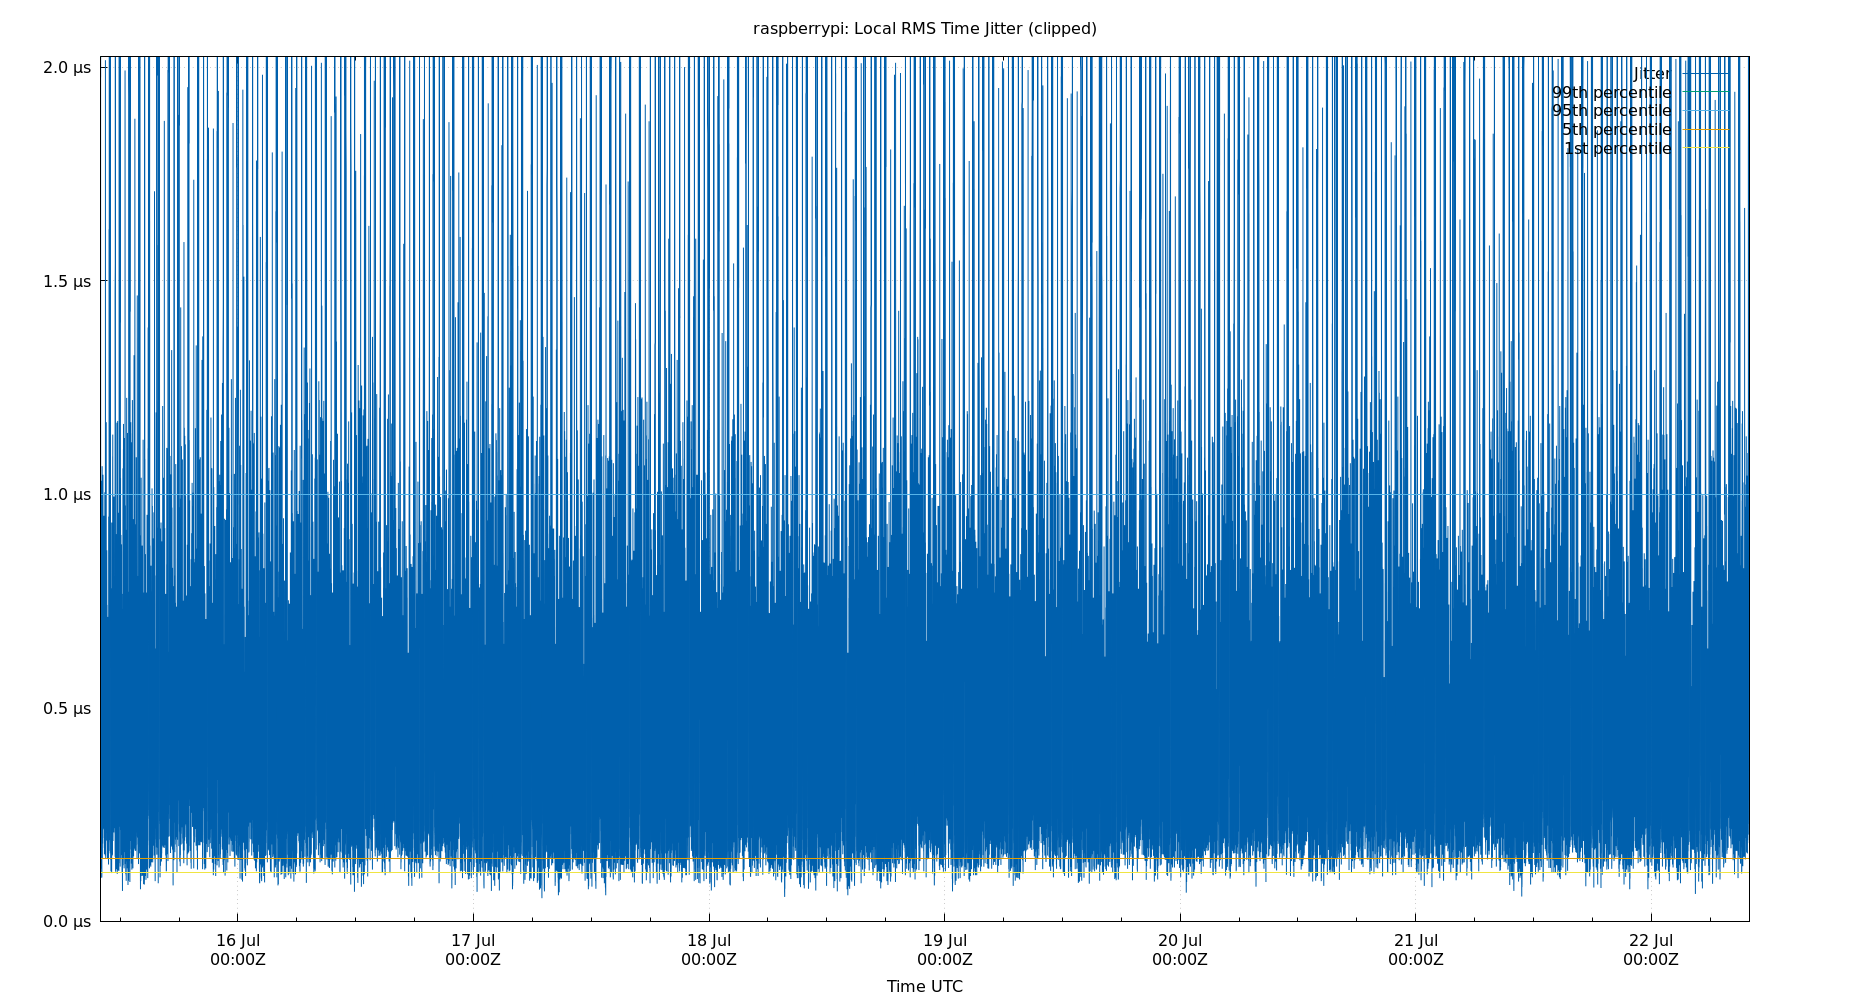 raspberrypi: Local RMS Time Jitter (clipped)
2.0 µs
1.5 µs
1.0 µs
0.5 µs
0.0 µs
Jitter
99th percentile
95th percentile
5th percentile
1st percentile
16 Jul 17 Jul 18 Jul 19 Jul 20 Jul 21 Jul 22 Jul
00:00Z 00:00Z 00:00Z 00:00Z 00:00Z 00:00Z 00:00Z
Time UTC